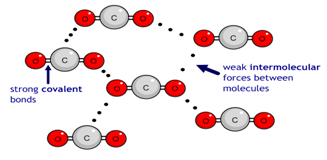 O C O
O C O
O C O
weak intermolecular
forces between
molecules
strong covalent
bonds
O C O
O C O
O C O